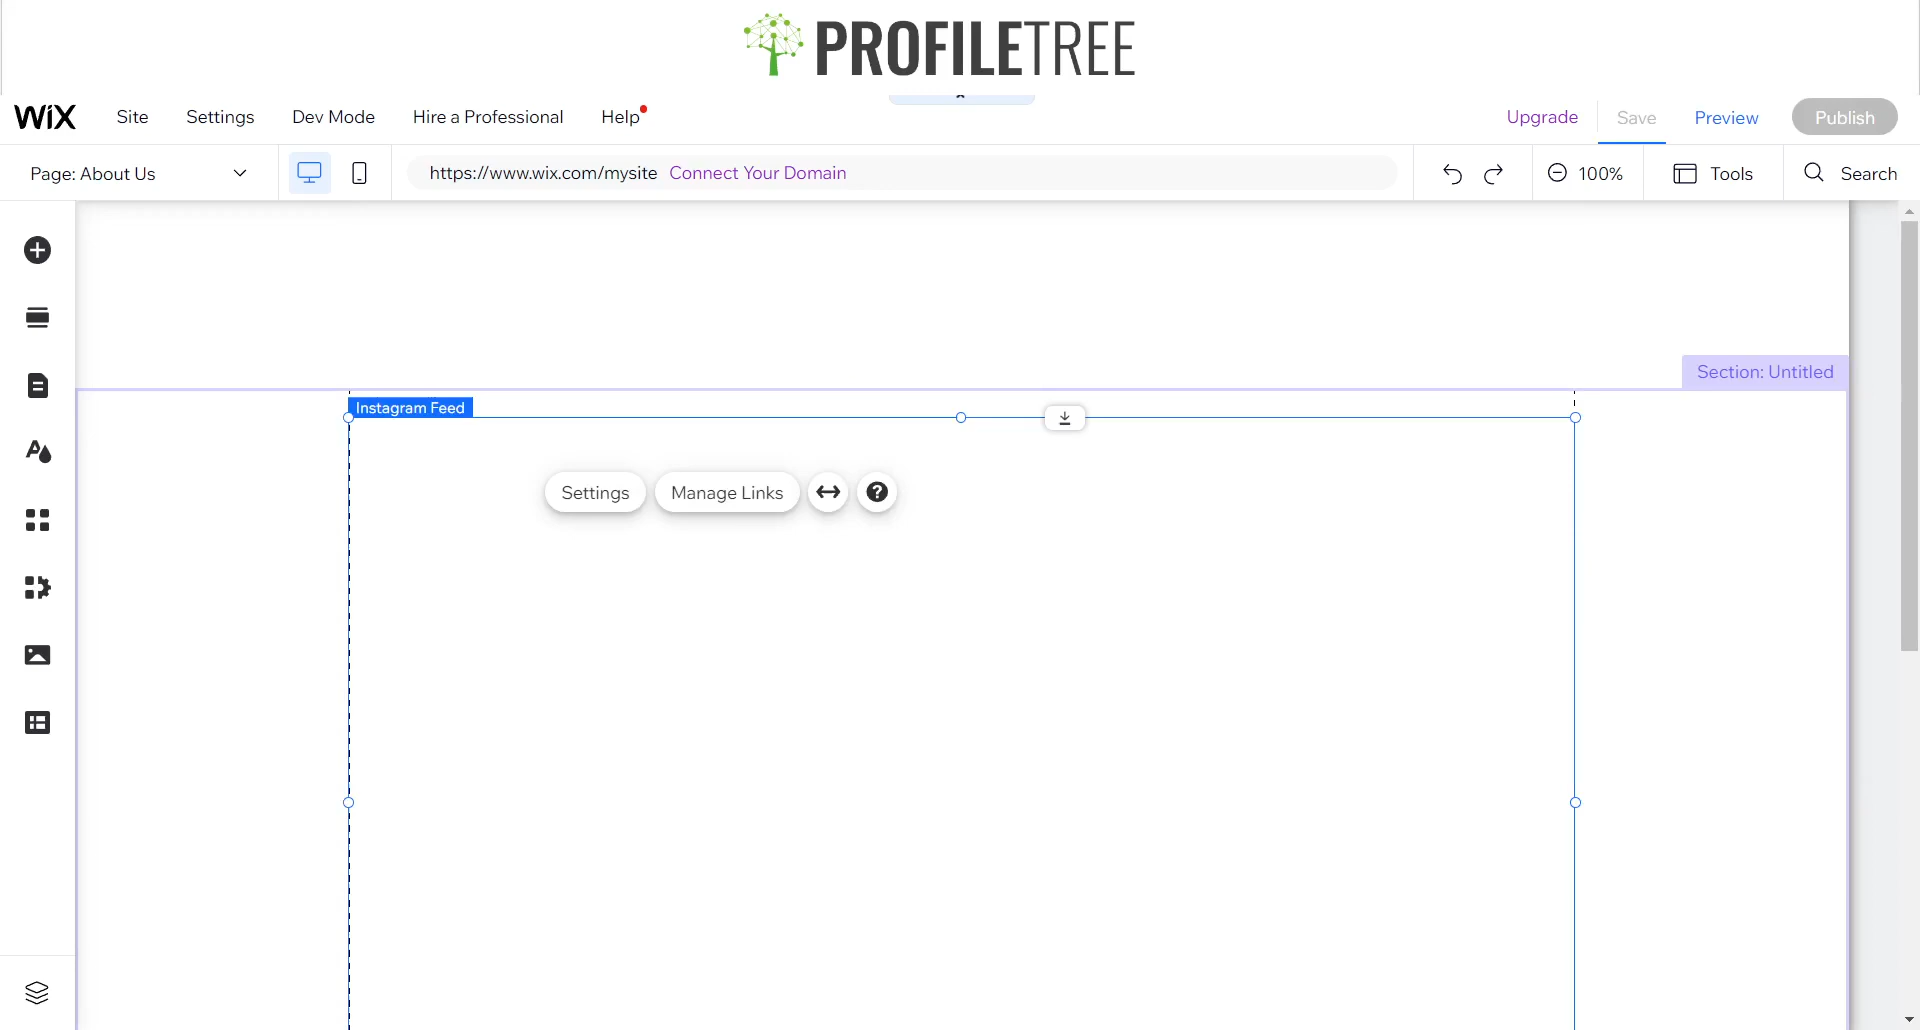 PROFILETREE
WIX Site Settings Dev Mode Hire a Professional Help Upgrade Save Preview Publish
Page: About Us https://www.wix.com/mysite Connect Your Domain 100% Tools Search
Section: Untitled
Instagram Feed
Settings Manage Links ?